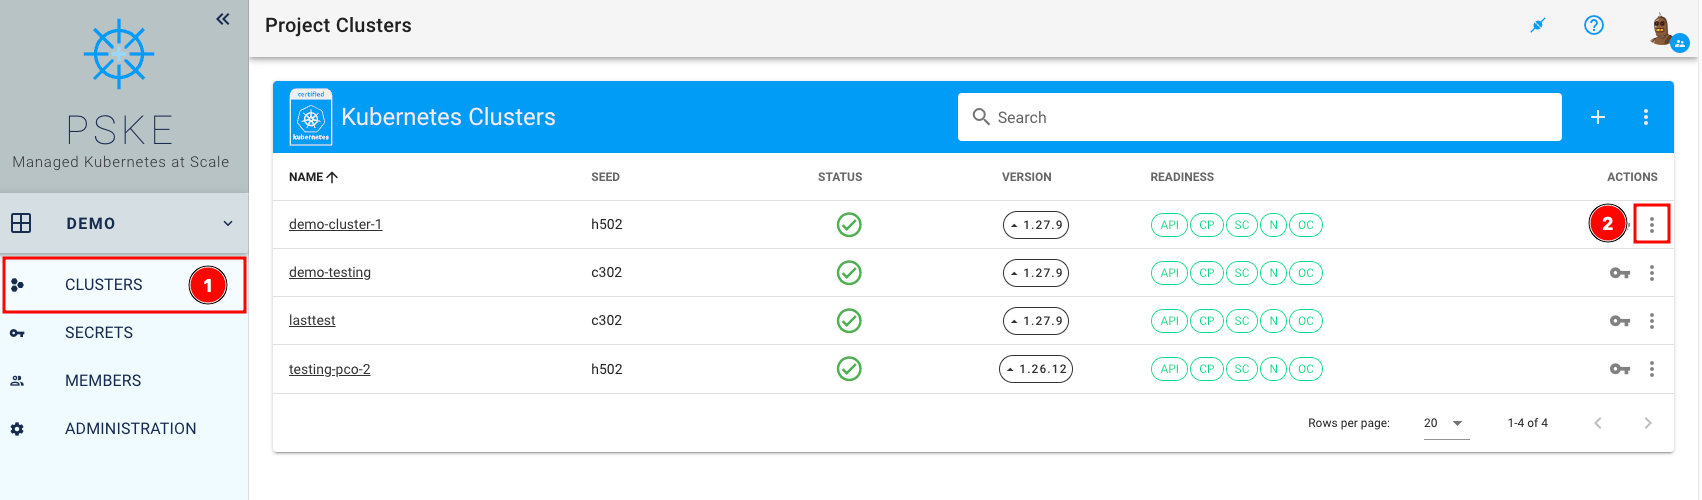 Project Clusters
PSKE
Managed Kubernetes at Scale
DEMO
CLUSTERS 1
SECRETS
MEMBERS
ADMINISTRATION
certified
kubernetes
Kubernetes Clusters
Search
NAME SEED STATUS VERSION READINESS ACTIONS
demo-cluster-1 h502 1.27.9 API CP SC N OC 2
demo-testing c302 1.27.9 API CP SC N OC
lasttest c302 1.27.9 API CP SC N OC
testing-pco-2 h502 1.26.12 API CP SC N OC
Rows per page: 20 1-4 of 4